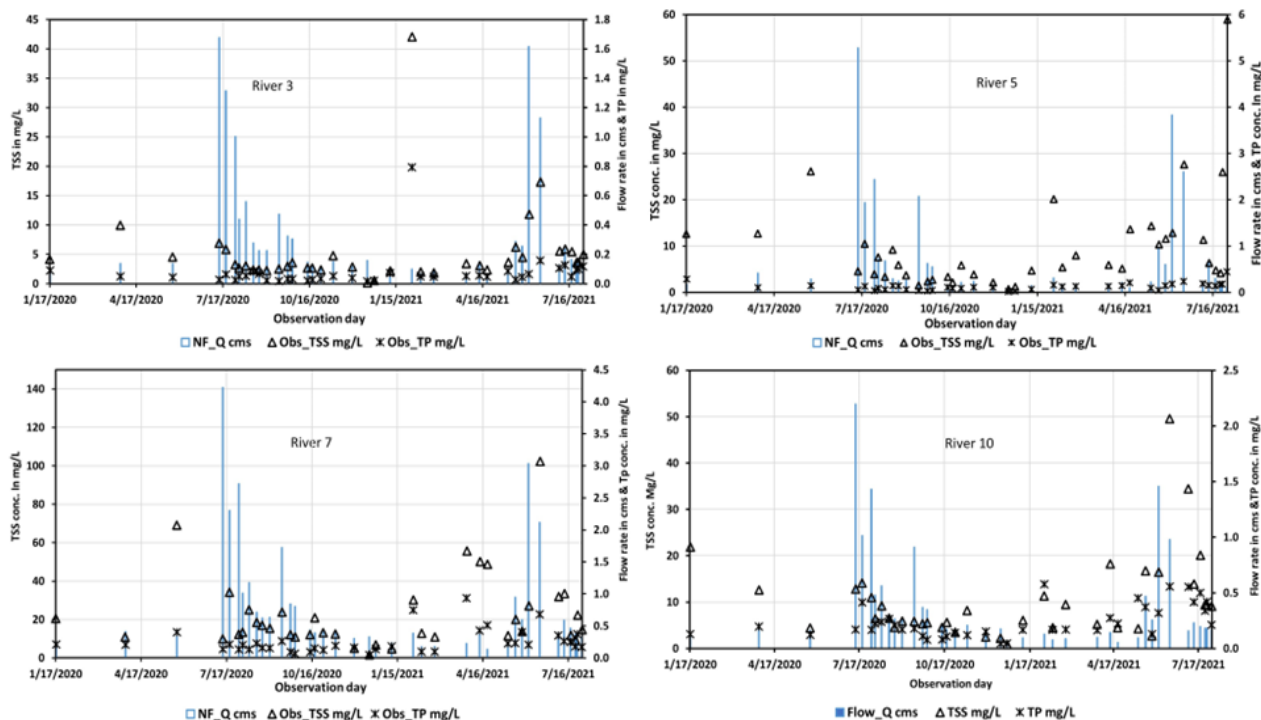 45
40
35
30
25
20
15
10
5
0
TSS in mg/L
River 3
1.8
1.6
1.4
1.2
1.0
0.8
0.6
0.4
0.2
0.0
Flow rate in cms & TP in mg/L
1/17/2020 4/17/2020 7/17/2020 10/16/2020 1/15/2021 4/16/2021 7/16/2021
Observation day
NF_Q cms Obs_TSS mg/L Obs_TP mg/L
60
50
40
30
20
10
0
TSS conc. in mg/L
River 5
6
5
4
3
2
1
0
Flow rate in cms & TP conc. In mg/L
1/17/2020 4/17/2020 7/17/2020 10/16/2020 1/15/2021 4/16/2021 7/16/2021
Observation day
NF_Q cms Obs_TSS mg/L Obs_TP mg/L
140
120
100
80
60
40
20
0
TSS conc. in mg/L
River 7
4.5
4.0
3.5
3.0
2.5
2.0
1.5
1.0
0.5
0.0
Flow rate in cms & Tp conc. in mg/L
1/17/2020 4/17/2020 7/17/2020 10/16/2020 1/15/2021 4/16/2021 7/16/2021
Observation day
NF_Q cms Obs_TSS mg/L Obs_TP mg/L
60
50
40
30
20
10
0
TSS conc. Mg/L
River 10
2.5
2.0
1.5
1.0
0.5
0.0
Flow rate in cms &TP conc. in mg/L
1/17/2020 4/17/2020 7/17/2020 10/17/2020 1/17/2021 4/17/2021 7/17/2021
Observation day
Flow_Q cms TSS mg/L TP mg/L